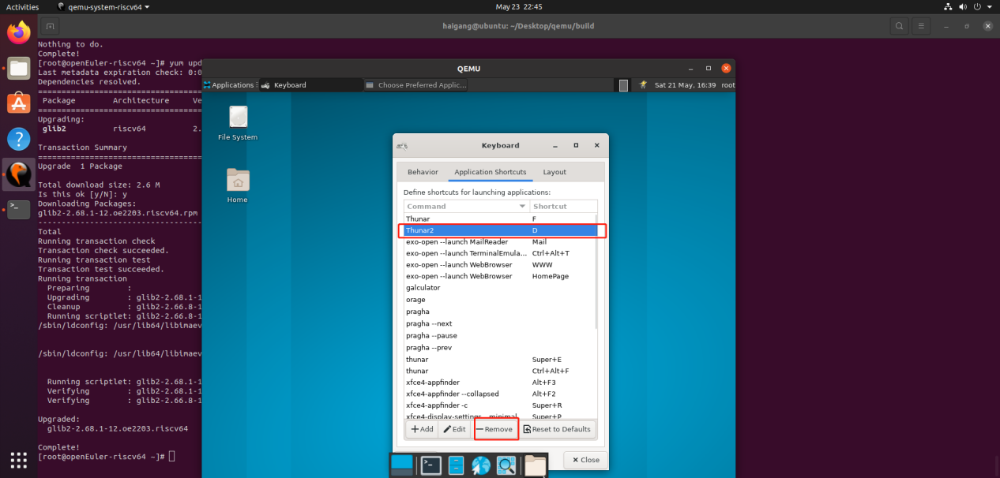 Activities
qemu-system-riscv64
May 23 22:45
haigang@ubuntu: ~/Desktop/qemu/build
Nothing to do.
Complete!
[root@openEuler-riscv64 ~]# yum upd
Last metadata expiration check: 0:0
Dependencies resolved.
Package Architecture Ve
Upgrading:
glib2 riscv64 2.
Transaction Summary
Upgrade 1 Package
Total download size: 2.6 M
Is this ok [y/N]: y
Downloading Packages:
glib2-2.68.1-12.oe2203.riscv64.rpm
Total
Running transaction check
Transaction check succeeded.
Running transaction test
Transaction test succeeded.
Running transaction
Preparing :
Upgrading : glib2-2.68.1-1
Cleanup : glib2-2.66.8-1
Running scriptlet: glib2-2.66.8-1
/sbin/ldconfig: /usr/lib64/libimaev
/sbin/ldconfig: /usr/lib64/libimaev
Running scriptlet: glib2-2.68.1-1
Verifying : glib2-2.68.1-1
Verifying : glib2-2.66.8-1
Upgraded:
glib2-2.68.1-12.oe2203.riscv64
Complete!
[root@openEuler-riscv64 ~]#
QEMU
Applications
Keyboard
Choose Preferred Applic...
Sat 21 May, 16:39 root
File System
Home
Keyboard
Behavior Application Shortcuts Layout
Define shortcuts for launching applications:
Command Shortcut
Thunar F
Thunar2 D
exo-open --launch MailReader Mail
exo-open --launch TerminalEmula... Ctrl+Alt+T
exo-open --launch WebBrowser WWW
exo-open --launch WebBrowser HomePage
galculator
orage
pragha
pragha --next
pragha --pause
pragha --prev
thunar Super+E
thunar Ctrl+Alt+F
xfce4-appfinder Alt+F3
xfce4-appfinder --collapsed Alt+F2
xfce4-appfinder -c Super+R
xfce4-display-settings --minimal Super+P
Add Edit Remove Reset to Defaults
Close